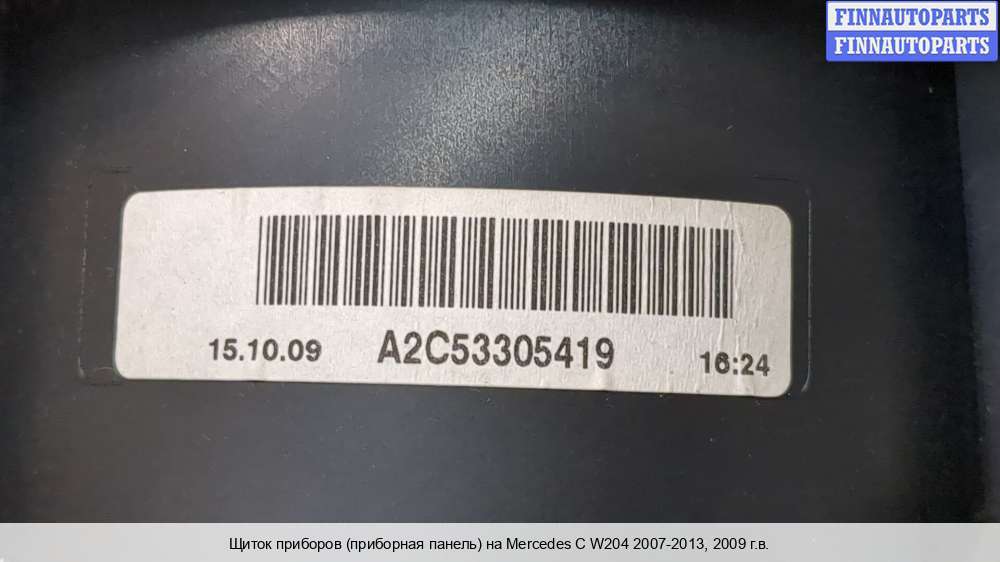 FINNAUTOPARTS
FINNAUTOPARTS
15.10.09 A2C53305419 16:24
Щиток приборов (приборная панель) на Mercedes C W204 2007-2013, 2009 г.в.